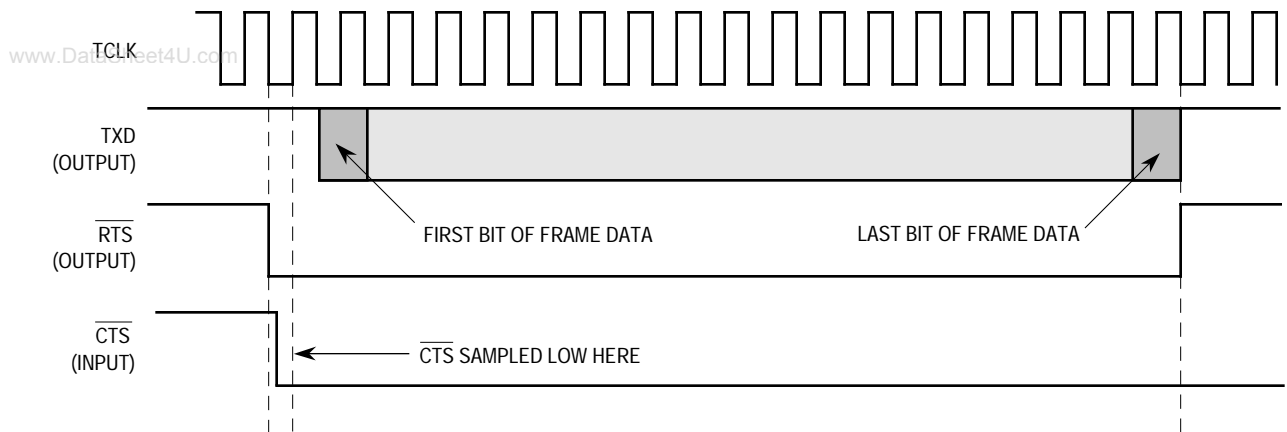 www.DataSheet4U.com
TCLK
TXD
(OUTPUT)
RTS
(OUTPUT)
FIRST BIT OF FRAME DATA
LAST BIT OF FRAME DATA
CTS
(INPUT)
CTS SAMPLED LOW HERE